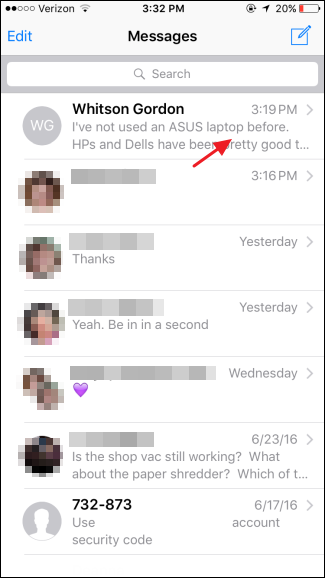 Verizon 3:32 PM 20%
Edit Messages
Search
WG Whitson Gordon 3:19 PM
I've not used an ASUS laptop before.
HPs and Dells have been pretty good t...
3:16 PM
Yesterday
Thanks
Yesterday
Yeah. Be in in a second
Wednesday
6/23/16
Is the shop vac still working? What
about the paper shredder? Which of t...
732-873 6/17/16
Use account
security code